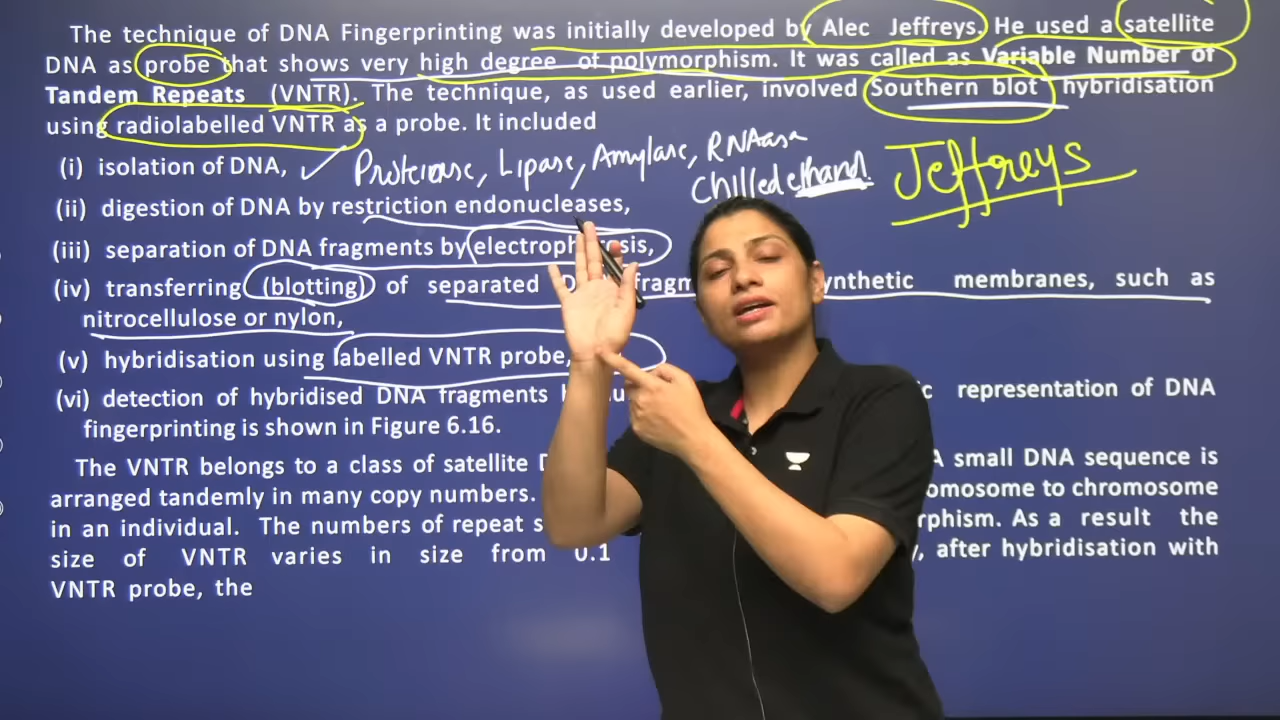 The technique of DNA Fingerprinting was initially developed by Alec Jeffreys. He used a satellite
DNA as probe that shows very high degree of polymorphism. It was called as Variable Number of
Tandem Repeats (VNTR). The technique, as used earlier, involved Southern blot hybridisation
using radiolabelled VNTR as a probe. It included
(i) isolation of DNA, Proteinase, Lipase, Amylase, RNAase
Chilled ethanol. Jeffreys
(ii) digestion of DNA by restriction endonucleases,
(iii) separation of DNA fragments by electrophoresis,
(iv) transferring (blotting) of separated synthetic membranes, such as
nitrocellulose or nylon,
(v) hybridisation using labelled VNTR probe,
(vi) detection of hybridised DNA fragments representation of DNA
fingerprinting is shown in Figure 6.16.
The VNTR belongs to a class of satellite A small DNA sequence is
arranged tandemly in many copy numbers. chromosome to chromosome
in an individual. The numbers of repeat As a result the
size of VNTR varies in size from 0.1 after hybridisation with
VNTR probe, the